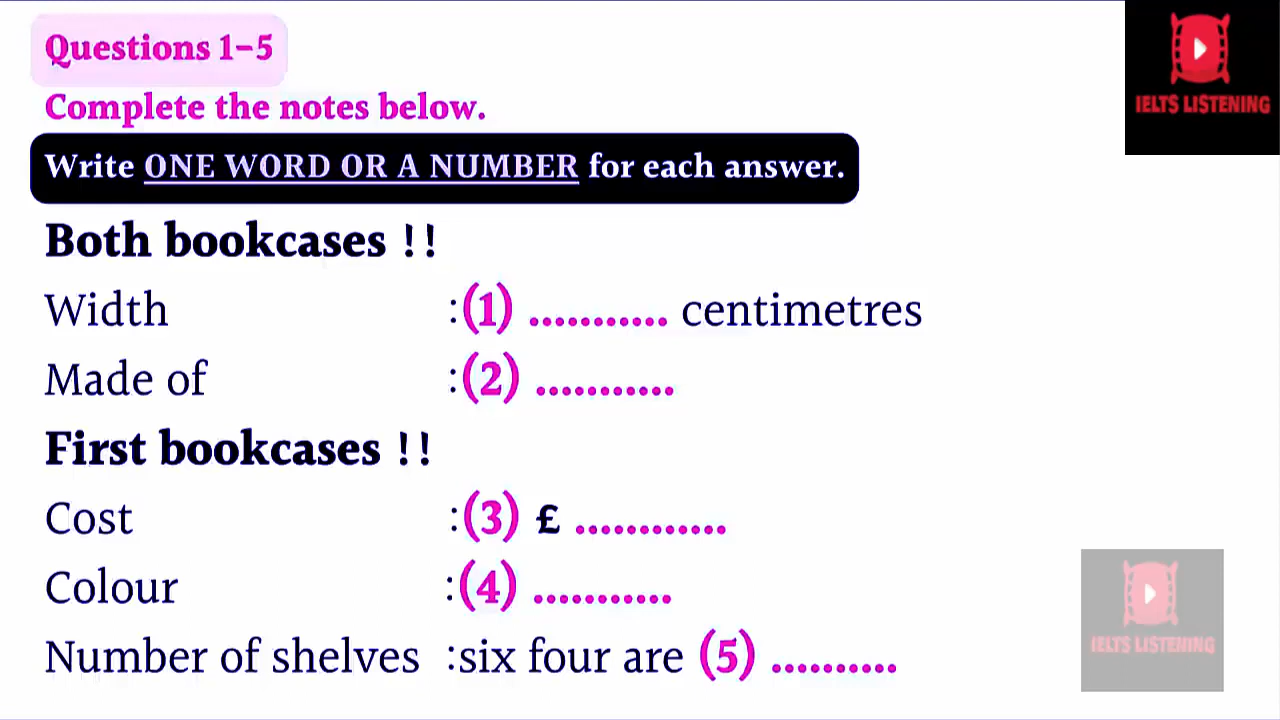 Questions 1–5
IELTS LISTENING
Complete the notes below.
Write ONE WORD OR A NUMBER for each answer.
Both bookcases !!
Width :(1) ........... centimetres
Made of :(2) ...........
First bookcases !!
Cost :(3) £ ............
Colour :(4) ...........
Number of shelves :six four are (5) ..........
IELTS LISTENING